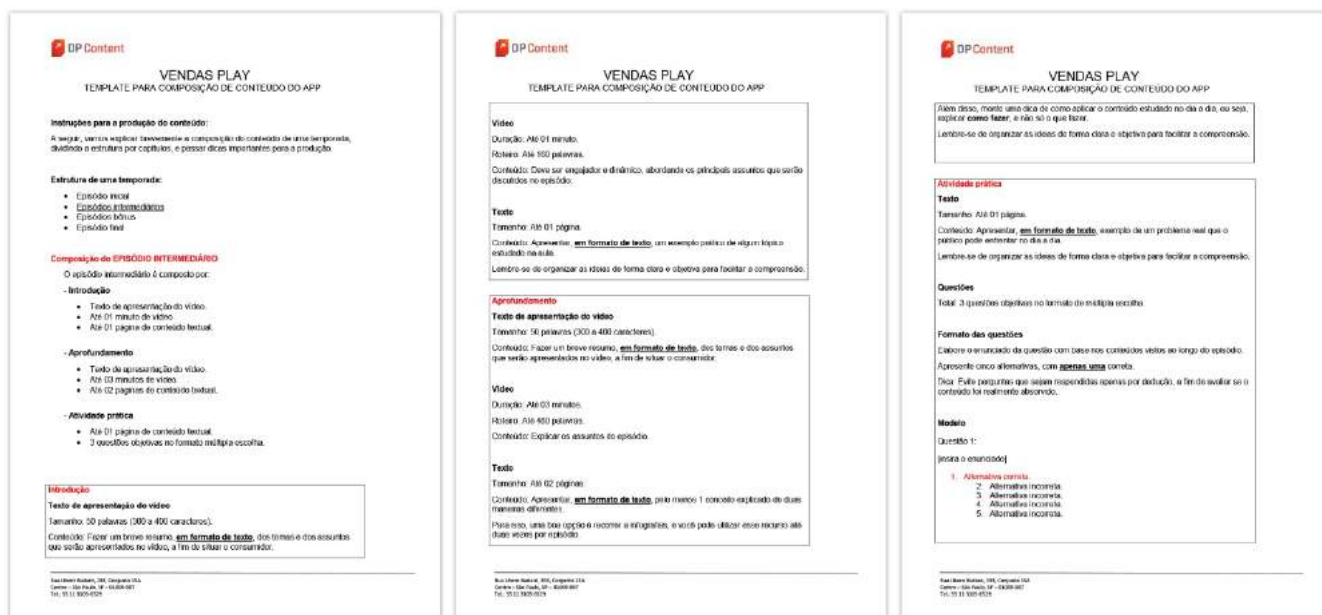 DP Content
VENDAS PLAY
TEMPLATE PARA COMPOSIÇÃO DE CONTEÚDO DO APP
Instruções para a produção do conteúdo:
A seguir, vamos explicar brevemente a composição do conteúdo de uma temporada,
dividindo a estrutura por capítulos, e passar dicas importantes para a produção.
Estrutura de uma temporada:
• Episódio inicial
• Episódios intermediários
• Episódios bônus
• Episódio final
Composição do EPISÓDIO INTERMEDIÁRIO
O episódio intermediário é composto por:
- Introdução
• Texto de apresentação do vídeo.
• Até 01 minuto de vídeo
• Até 01 página de conteúdo textual.
- Aprofundamento
• Texto de apresentação do vídeo.
• Até 03 minutos de vídeo.
• Até 02 páginas de conteúdo textual.
- Atividade prática
• Até 01 página de conteúdo textual.
• 3 questões objetivas no formato múltipla escolha.
Introdução
Texto de apresentação do vídeo
Tamanho: 50 palavras (300 a 400 caracteres).
Conteúdo: Fazer um breve resumo, em formato de texto, dos temas e dos assuntos
que serão apresentados no vídeo, a fim de situar o consumidor.
Centro – São Paulo, SP –
DP Content
VENDAS PLAY
TEMPLATE PARA COMPOSIÇÃO DE CONTEÚDO DO APP
Vídeo
Duração: Até 01 minuto.
Roteiro: Até 160 palavras.
Conteúdo: Deve ser engajador e dinâmico, abordando os principais assuntos que serão
discutidos no episódio.
Texto
Tamanho: Até 01 página.
Conteúdo: Apresentar, em formato de texto, um exemplo prático de algum tópico
estudado na aula.
Lembre-se de organizar as ideias de forma clara e objetiva para facilitar a compreensão.
Aprofundamento
Texto de apresentação do vídeo
Tamanho: 50 palavras (300 a 400 caracteres).
Conteúdo: Fazer um breve resumo, em formato de texto, dos temas e dos assuntos
que serão apresentados no vídeo, a fim de situar o consumidor.
Vídeo
Duração: Até 03 minutos.
Roteiro: Até 460 palavras.
Conteúdo: Explicar os assuntos do episódio.
Texto
Tamanho: Até 02 páginas.
Conteúdo: Apresentar, em formato de texto, pelo menos 1 conceito explicado de duas
maneiras diferentes.
Para isso, uma boa opção é recorrer a infográfico, e você pode utilizar esse recurso até
duas vezes por episódio.
Centro – São Paulo, SP –
DP Content
VENDAS PLAY
TEMPLATE PARA COMPOSIÇÃO DE CONTEÚDO DO APP
Além disso, monte uma dica de como aplicar o conteúdo estudado no dia a dia, ou seja,
explicar como fazer, e não só o que fazer.
Lembre-se de organizar as ideias de forma clara e objetiva para facilitar a compreensão.
Atividade prática
Texto
Tamanho: Até 01 página.
Conteúdo: Apresentar, em formato de texto, exemplo de um problema real que o
público pode enfrentar no dia a dia.
Lembre-se de organizar as ideias de forma clara e objetiva para facilitar a compreensão.
Questões
Total: 3 questões objetivas no formato de múltipla escolha.
Formato das questões
Elabore o enunciado da questão com base nos conteúdos vistos ao longo do episódio.
Apresente cinco alternativas, com apenas uma correta.
Dica: Evite perguntas que sejam respondidas apenas por dedução, a fim de avaliar se o
conteúdo foi realmente absorvido.
Modelo
Questão 1:
[insira o enunciado]
1. Alternativa correta.
2. Alternativa incorreta.
3. Alternativa incorreta.
4. Alternativa incorreta.
5. Alternativa incorreta.
Centro – São Paulo, SP –